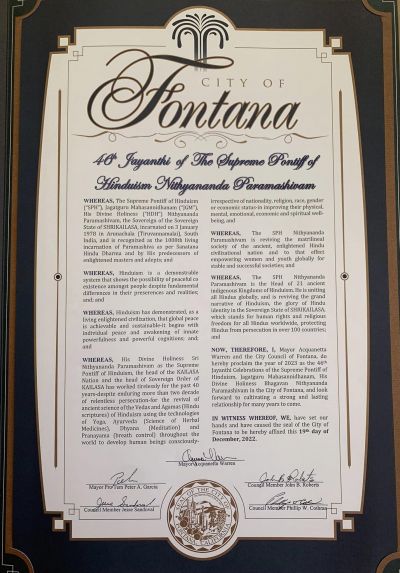 CITY OF
Fontana
46th Jayanthi of The Supreme Pontiff of
Hinduism Nithyananda Paramashivam
WHEREAS, The Supreme Pontiff of Hinduism
("SPH"), Jagatguru Mahasannidhanam ("JGM"),
His Divine Holiness ("HDH") Nithyananda
Paramashivam, the Sovereign of the Sovereign
State of SHRIKAILASA, incarnated on 3 January
1978 in Arunachala (Tiruvannamalai), South
India, and is recognized as the 1008th living
incarnation of Paramashiva as per Sanatana
Hindu Dharma and by His predecessors of
enlightened masters and adepts; and
WHEREAS, Hinduism is a demonstrable
system that shows the possibility of peaceful co
existence amongst people despite fundamental
differences in their preserences and realities;
and; and
WHEREAS, Hinduism has demonstrated, as a
living enlightened civilization, that global peace
is achievable and sustainable-it begins with
individual peace and awakening of innate
powerfulness and powerful cognitions; and;
and
WHEREAS, His Divine Holiness Sri
Nithyananda Paramashivam as the Supreme
Pontiff of Hinduism, the head of the KAILASA
Nation and the head of Sovereign Order of
KAILASA has worked tirelessly for the past 40
years-despite enduring more than two decade
of relentless persecution-for the revival of
ancient science of the Vedas and Agamas [Hindu
scriptures] of Hinduism using the technologies
of Yoga, Ayurveda (Science of Herbal
Medicines), Dhyana (Meditation) and
Pranayama (breath control) throughout the
world to develop human beings consciously-
irrespective of nationality, religion, race, gender
or economic status-in improving their physical,
mental, emotional, economic and spiritual well-
being, and
WHEREAS, The SPH Nithyananda
Paramashivam is reviving the matrilineal
society of the ancient, enlightened Hindu
civilizational nation and to that effect
empowering women and youth globally for
stable and successful societies; and
WHEREAS, The SPH Nithyananda
Paramashivam is the Head of 21 ancient
indigenous Kingdoms of Hinduism. He is uniting
all Hindus globally, and is reviving the grand
narrative of Hinduism, the glory of Hindu
identity in the Sovereign State of SHRIKAILASA,
which stands for human rights and religious
freedom for all Hindus worldwide, protecting
Hindus from persecution in over 100 countries;
and
NOW, THEREFORE, I, Mayor Acquanetta
Warren and the City Council of Fontana, do
hereby proclaim the year of 2023 as the 46th
Jayanthi Celebrations of the Supreme Pontiff of
Hinduism, Jagatguru Mahasannidhanam, His
Divine Holiness Bhagavan Nithyananda
Paramashivam in the City of Fontana, and look
forward to cultivating a strong and lasting
relationship for many years to come.
IN WITNESS WHEREOF, WE, have set our
hands and have caused the seal of the City of
Fontana to be hereby affixed this 19th day of
December, 2022.
Mayor Acquanetta Warren
Mayor Pro Tem Peter A. Garcia
Council Member John B. Roberts
Council Member Jesse Sandoval
Council Member Phillip W. Cothran